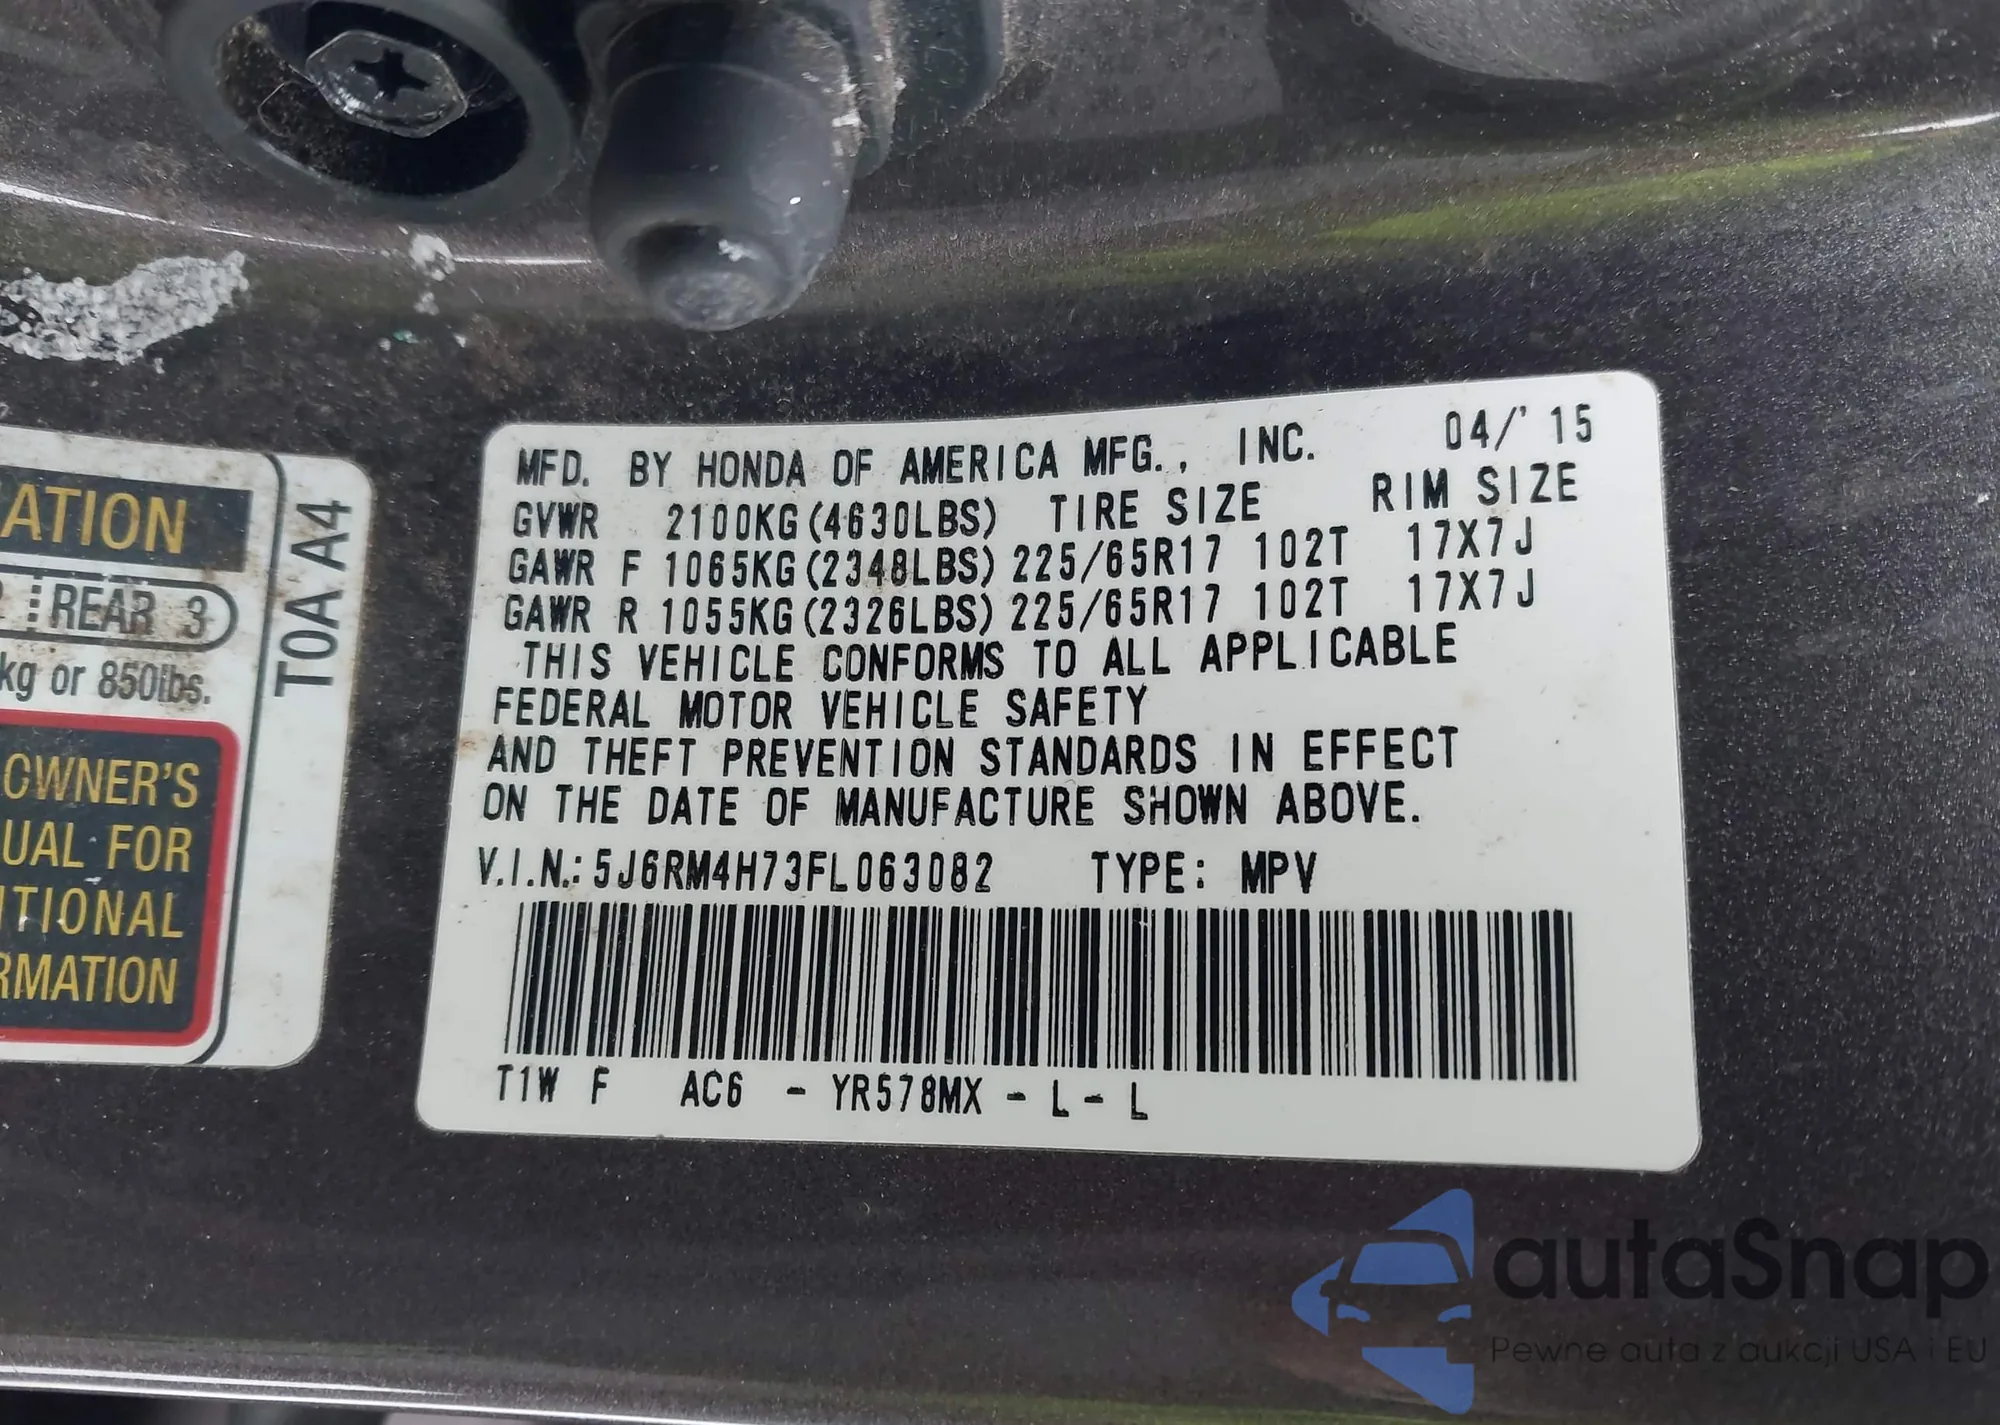 ATION
REAR 3
kg or 850lbs.
OWNER'S
UAL FOR
ITIONAL
RMATION
T0A A4
MFD. BY HONDA OF AMERICA MFG., INC. 04/'15
GVWR 2100KG(4630LBS) TIRE SIZE RIM SIZE
GAWR F 1065KG(2348LBS) 225/65R17 102T 17X7J
GAWR R 1055KG(2326LBS) 225/65R17 102T 17X7J
THIS VEHICLE CONFORMS TO ALL APPLICABLE
FEDERAL MOTOR VEHICLE SAFETY
AND THEFT PREVENTION STANDARDS IN EFFECT
ON THE DATE OF MANUFACTURE SHOWN ABOVE.
V.I.N.: 5J6RM4H73FL063082 TYPE: MPV
T1W F AC6 - YR578MX - L - L
autaSnap
Pewne auta z aukcji USA i EU